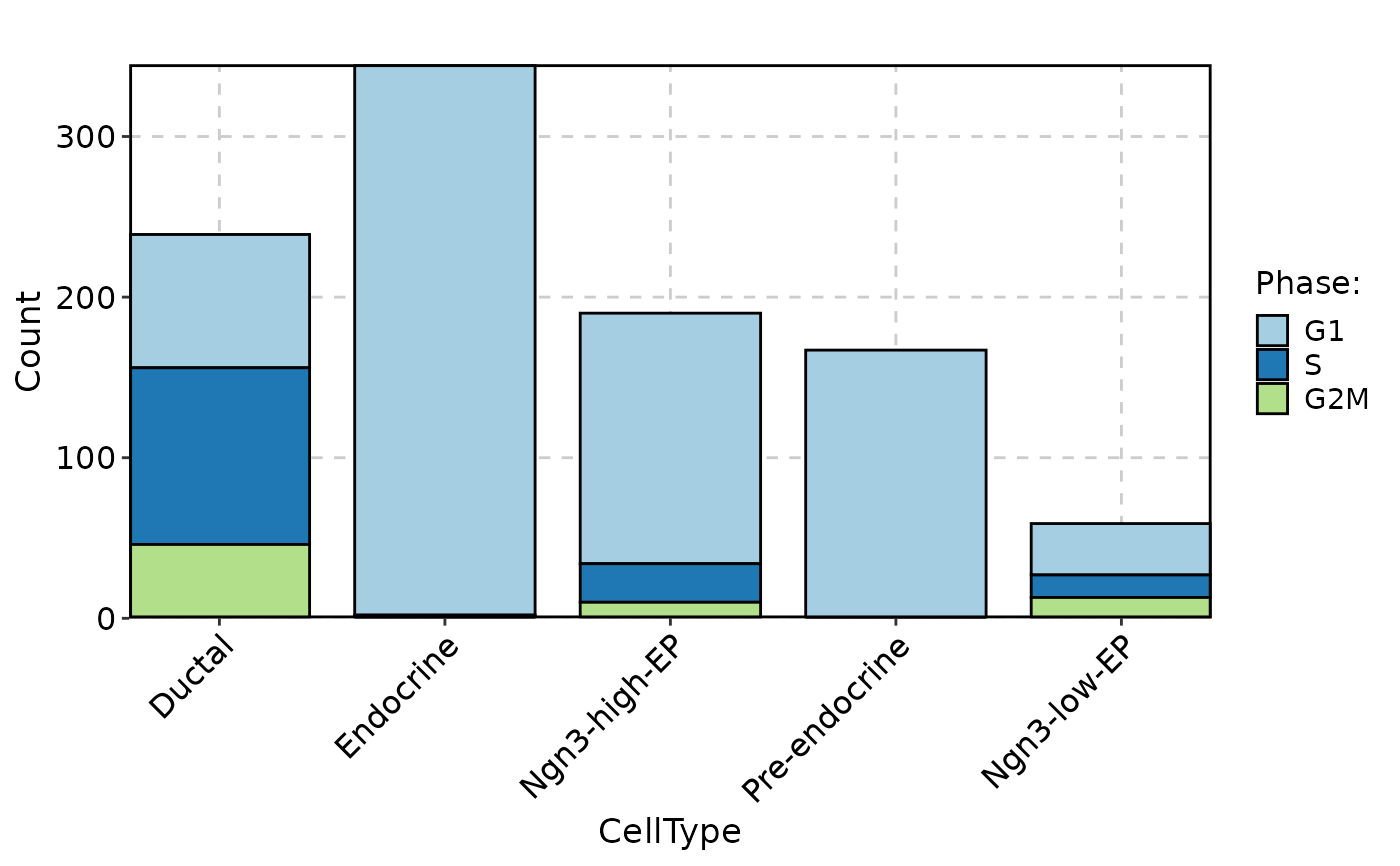 300
200
100
0
Count
Ductal
Endocrine
Ngn3-high-EP
Pre-endocrine
Ngn3-low-EP
CellType
Phase:
G1
S
G2M